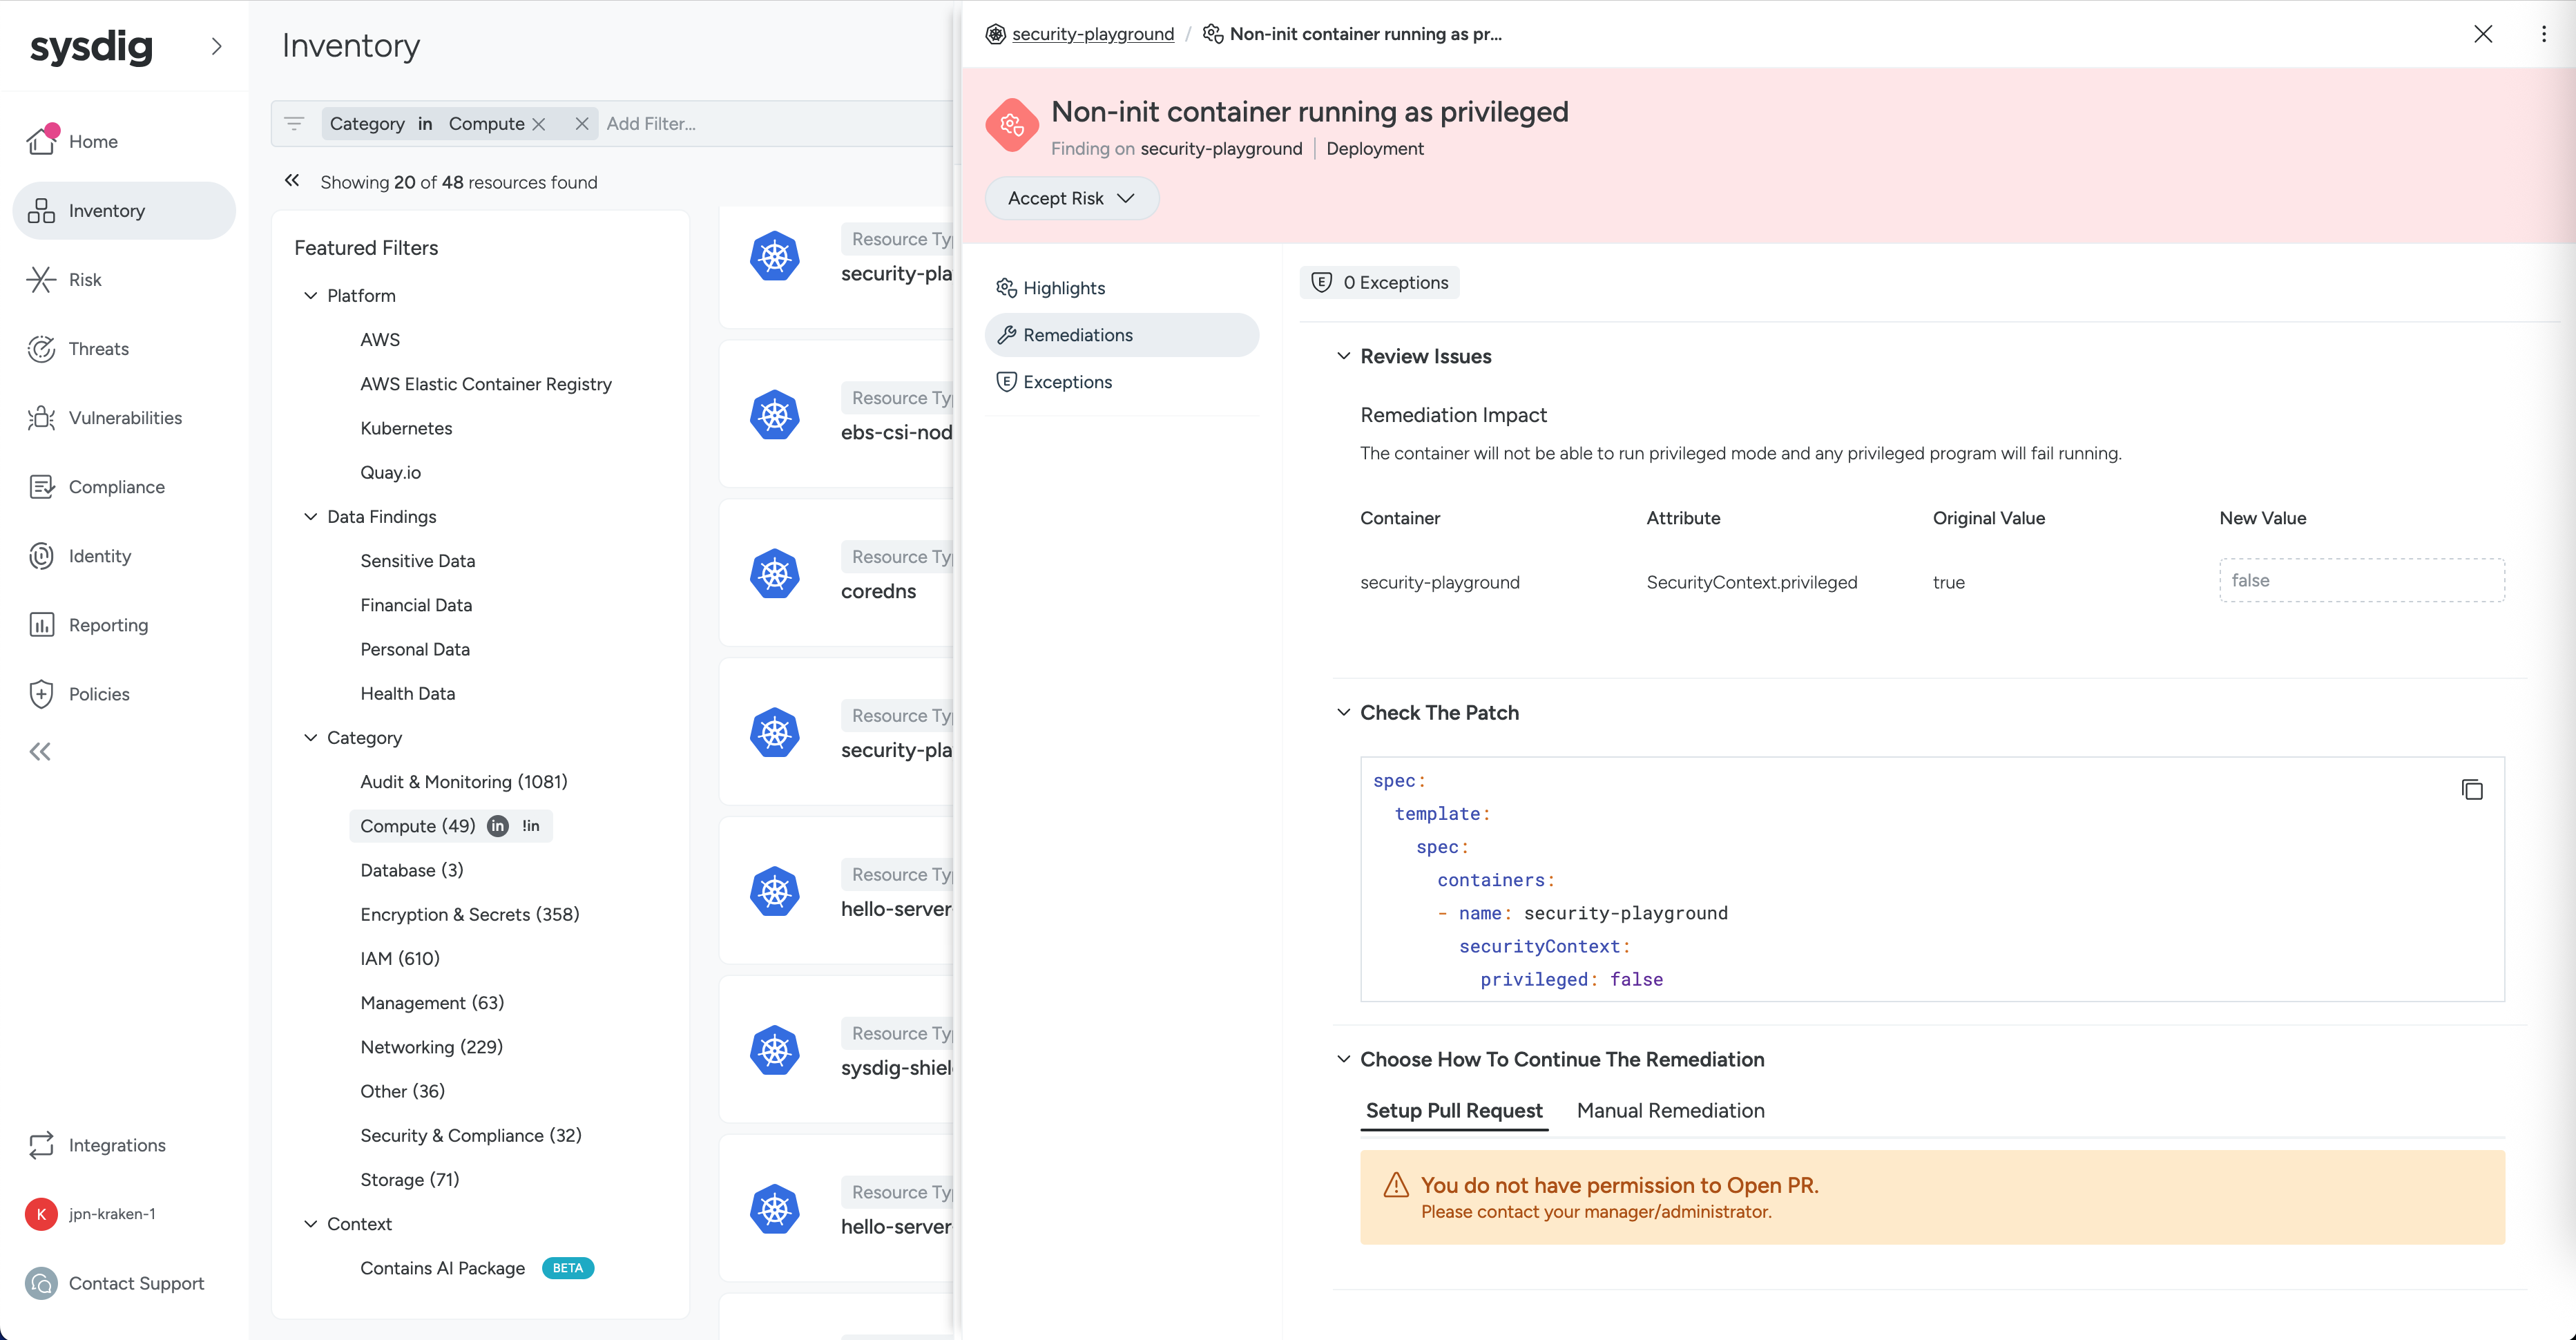 sysdig
Home
Inventory
Risk
Threats
Vulnerabilities
Compliance
Identity
Reporting
Policies
Integrations
K jpn-kraken-1
Contact Support
Inventory
Category in Compute Add Filter...
Showing 20 of 48 resources found
Featured Filters
Platform
AWS
AWS Elastic Container Registry
Kubernetes
Quay.io
Data Findings
Sensitive Data
Financial Data
Personal Data
Health Data
Category
Audit & Monitoring (1081)
Compute (49) in !in
Database (3)
Encryption & Secrets (358)
IAM (610)
Management (63)
Networking (229)
Other (36)
Security & Compliance (32)
Storage (71)
Context
Contains AI Package BETA
Resource Ty
security-pla
Resource Ty
ebs-csi-nod
Resource Ty
coredns
Resource Ty
security-pla
Resource Ty
hello-server-
Resource Ty
sysdig-shiel
Resource Ty
hello-server-
security-playground / Non-init container running as pr...
Non-init container running as privileged
Finding on security-playground | Deployment
Accept Risk
Highlights
Remediations
E Exceptions
E 0 Exceptions
Review Issues
Remediation Impact
The container will not be able to run privileged mode and any privileged program will fail running.
Container Attribute Original Value New Value
security-playground SecurityContext.privileged true false
Check The Patch
spec:
template:
spec:
containers:
- name: security-playground
securityContext:
privileged: false
Choose How To Continue The Remediation
Setup Pull Request Manual Remediation
You do not have permission to Open PR.
Please contact your manager/administrator.